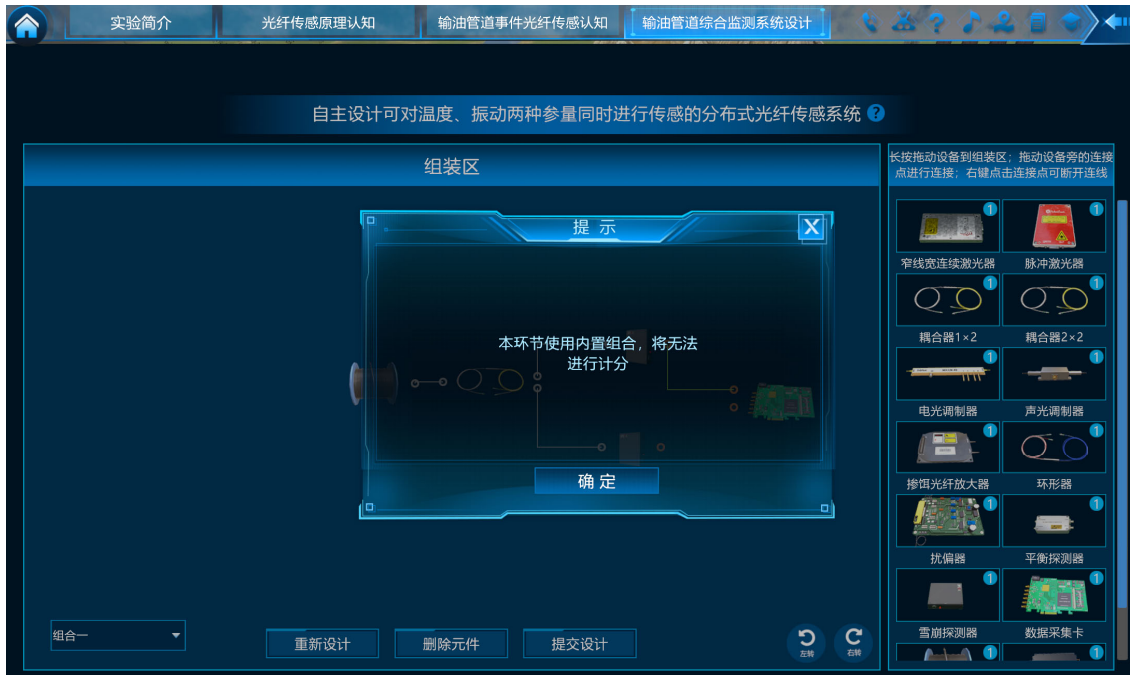 实验简介
光纤传感原理认知
输油管道事件光纤传感认知
输油管道综合监测系统设计
自主设计可对温度、振动两种参量同时进行传感的分布式光纤传感系统 ?
组装区
长按拖动设备到组装区；拖动设备旁的连接
点进行连接；右键点击连接点可断开连线
提示
X
本环节使用内置组合，将无法
进行计分
确定
1
1
窄线宽连续激光器
脉冲激光器
1
1
耦合器1×2
耦合器2×2
1
1
电光调制器
声光调制器
1
1
掺饵光纤放大器
环形器
1
1
扰偏器
平衡探测器
1
1
雪崩探测器
数据采集卡
1
1
组合一
重新设计
删除元件
提交设计
左转
右转